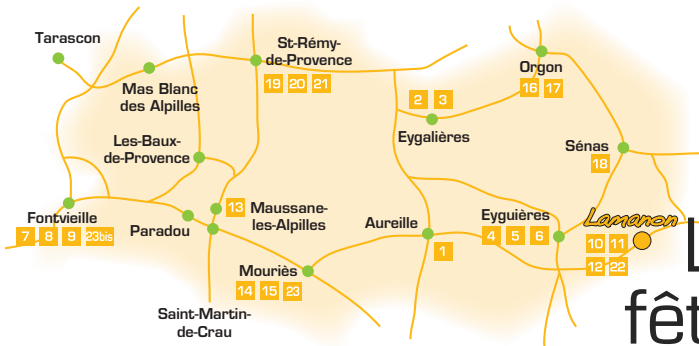 Tarascon
St-Rémy-
de-Provence
19 20 21
Mas Blanc
des Alpilles
Orgon
16 17
2 3
Eygalières
Les-Baux-
de-Provence
Sénas
18
Fontvieille
7 8 9 23bis
Paradou
13
Maussane-
les-Alpilles
Aureille
1
Eyguières
4 5 6
Lamanon
10 11
12 22
Mouriès
14 15 23
Saint-Martin-
de-Crau
L
fêt